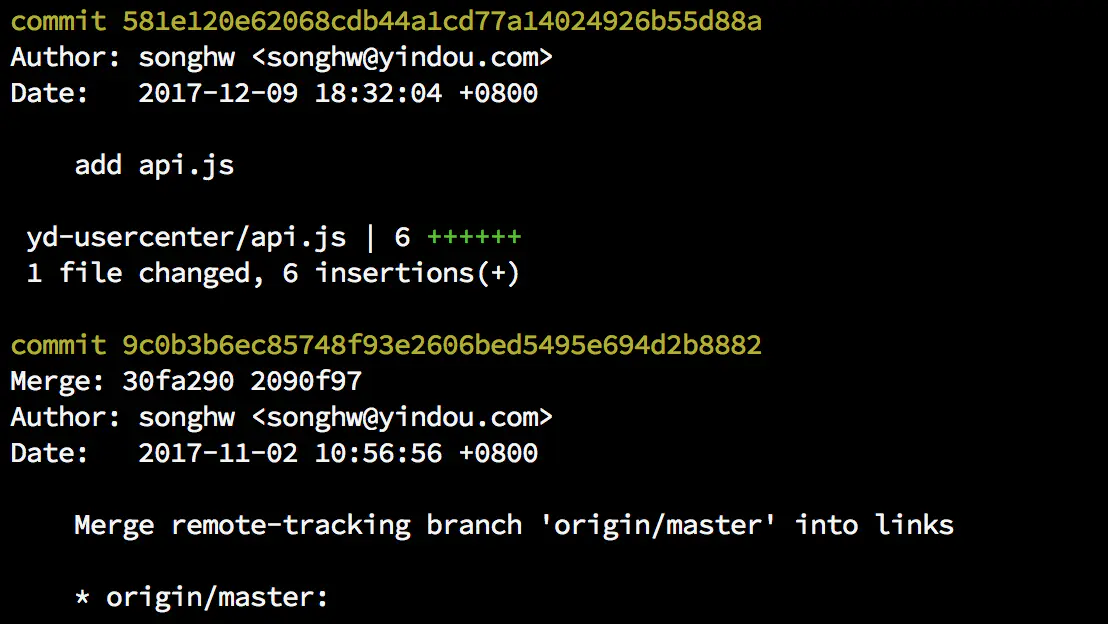 commit 581e120e62068cdb44a1cd77a14024926b55d88a
Author: songhw <songhw@yindou.com>
Date:   2017-12-09 18:32:04 +0800
add api.js
yd-usercenter/api.js | 6 ++++++
1 file changed, 6 insertions(+)
commit 9c0b3b6ec85748f93e2606bed5495e694d2b8882
Merge: 30fa290 2090f97
Author: songhw <songhw@yindou.com>
Date:   2017-11-02 10:56:56 +0800
Merge remote-tracking branch 'origin/master' into links
* origin/master: